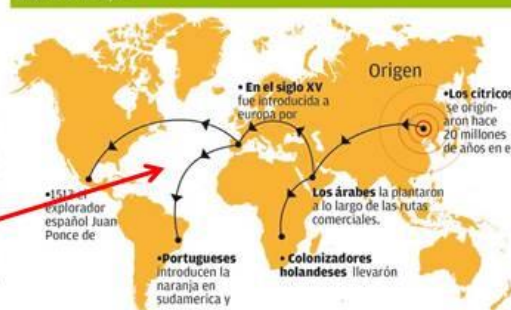 Origen
• En el siglo XV
fue introducida a
europa por
•Los cítricos
se origin-
aron hace
20 millones
de años en e
•1513 el
explorador
español Juan
Ponce de
Los árabes la plantaron
a lo largo de las rutas
comerciales.
•Portugueses
introducen la
naranja en
sudamerica y
• Colonizadores
holandeses llevarón